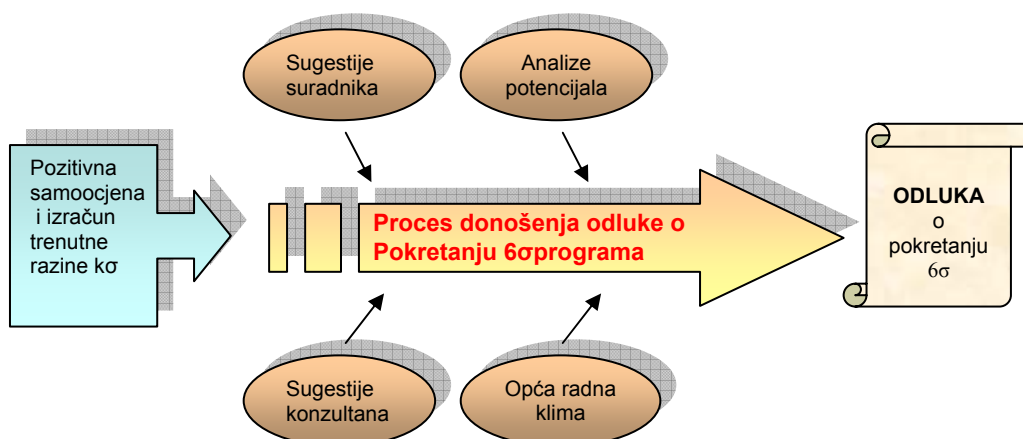 Sugestije
suradnika
Analize
potencijala
Pozitivna
samoocjena
i izračun
trenutne
razine kσ
Proces donošenja odluke o
Pokretanju 6σprograma
ODLUKA
o
pokretanju
6σ
Sugestije
konzultana
Opća radna
klima